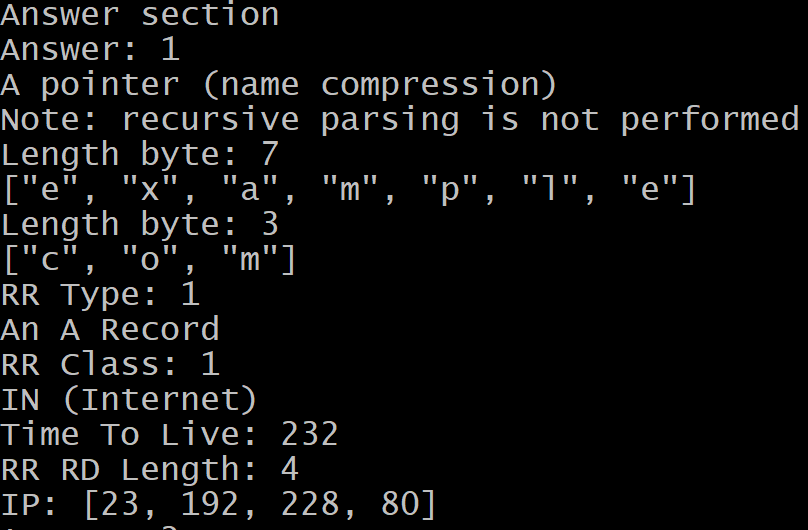 Answer section
Answer: 1
A pointer (name compression)
Note: recursive parsing is not performed
Length byte: 7
["e", "x", "a", "m", "p", "l", "e"]
Length byte: 3
["c", "o", "m"]
RR Type: 1
An A Record
RR Class: 1
IN (Internet)
Time To Live: 232
RR RD Length: 4
IP: [23, 192, 228, 80]